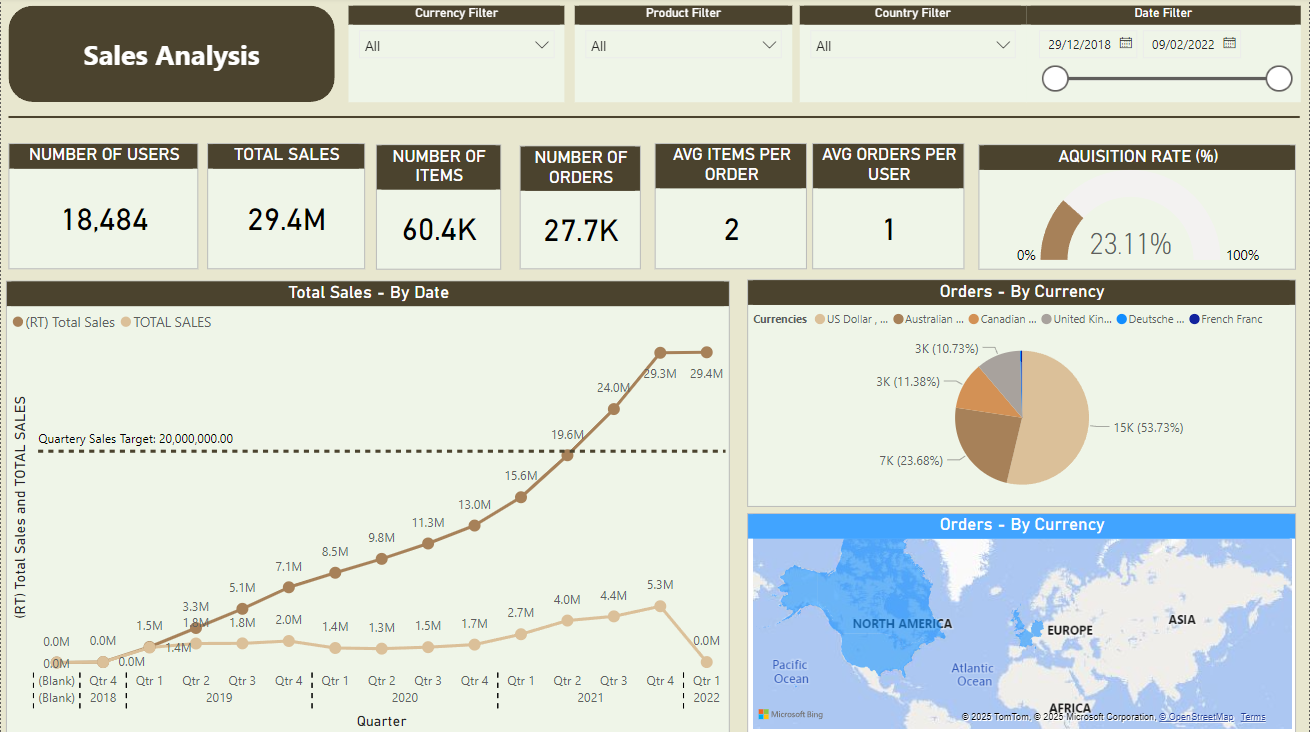 Sales Analysis
Currency Filter
All
Product Filter
All
Country Filter
All
Date Filter
29/12/2018
09/02/2022
NUMBER OF USERS
18,484
TOTAL SALES
29.4M
NUMBER OF
ITEMS
60.4K
NUMBER OF
ORDERS
27.7K
AVG ITEMS PER
ORDER
2
AVG ORDERS PER
USER
1
AQUISITION RATE (%)
0%
23.11%
100%
Total Sales - By Date
(RT) Total Sales TOTAL SALES
(RT) Total Sales and TOTAL SALES
Quartery Sales Target: 20,000,000.00
0.0M 0.0M 1.5M 3.3M 5.1M 7.1M 8.5M 9.8M 11.3M 13.0M 15.6M 19.6M 24.0M 29.3M 29.4M
0.0M 0.0M 1.4M 1.8M 1.8M 2.0M 1.4M 1.3M 1.5M 1.7M 2.7M 4.0M 4.4M 5.3M 0.0M
(Blank) Qtr 4 Qtr 1 Qtr 2 Qtr 3 Qtr 4 Qtr 1 Qtr 2 Qtr 3 Qtr 4 Qtr 1 Qtr 2 Qtr 3 Qtr 4 Qtr 1
(Blank) 2018 2019 2020 2021 2022
Quarter
Orders - By Currency
Currencies US Dollar , ... Australian ... Canadian ... United Kin... Deutsche ... French Franc
3K (10.73%)
3K (11.38%)
7K (23.68%)
15K (53.73%)
Orders - By Currency
NORTH AMERICA
EUROPE
ASIA
Pacific
Ocean
Atlantic
Ocean
AFRICA
Microsoft Bing
© 2025 TomTom, © 2025 Microsoft Corporation, © OpenStreetMap Terms